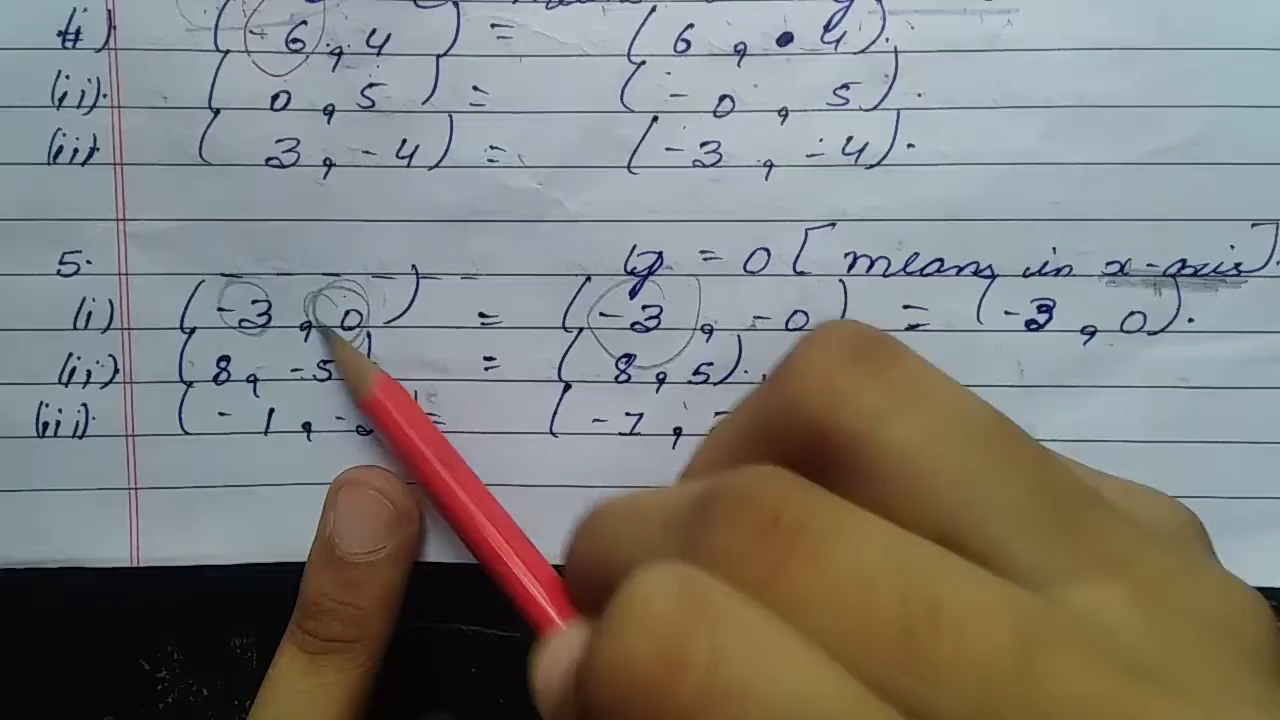 (-6, 4) = (6, 4).
(ii). (0, 5) = (-0, 5).
(iii) (3, -4) = (-3, -4).
5. y = 0 [means in x-axis].
(i) (-3, 0) = (-3, -0) = (-3, 0).
(ii) (8, -5) = (8, 5).
(iii). (-1, - = (-1,